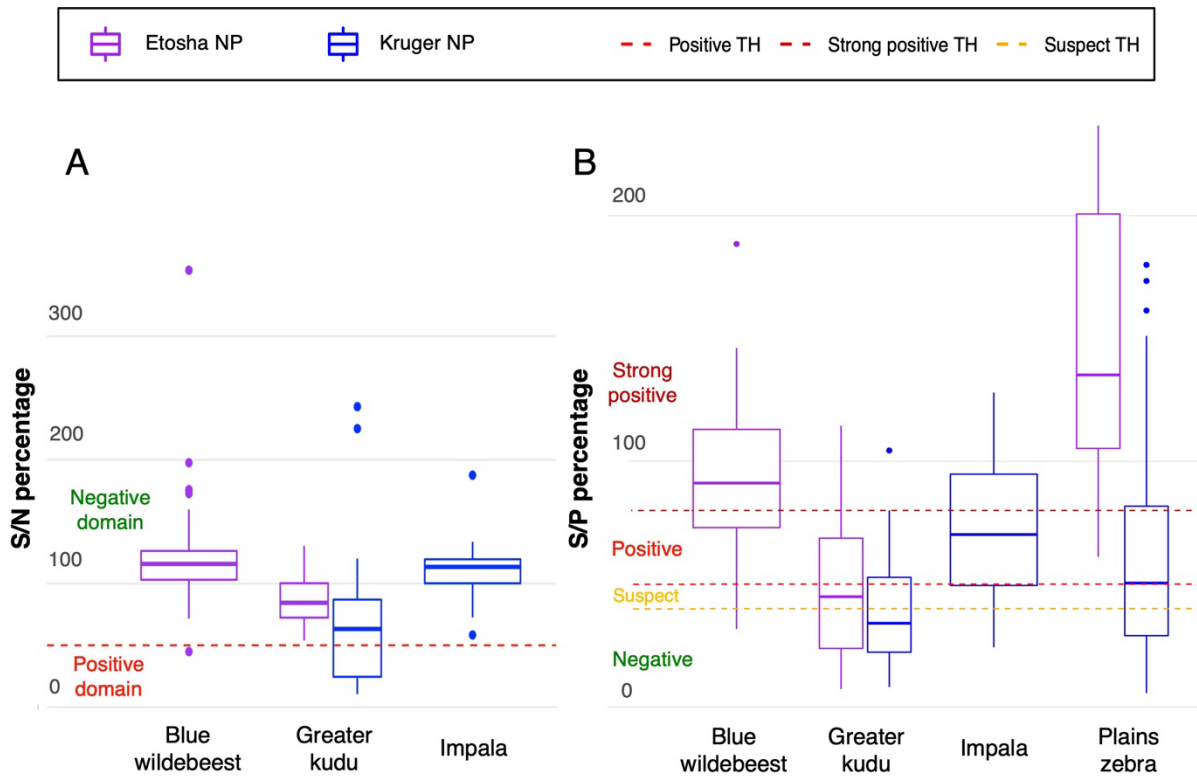 Etosha NP
Kruger NP
Positive TH
Strong positive TH
Suspect TH
A
S/N percentage
300
200
100
0
Negative
domain
Positive
domain
Blue
wildebeest
Greater
kudu
Impala
B
S/P percentage
200
100
0
Strong
positive
Positive
Suspect
Negative
Blue
wildebeest
Greater
kudu
Impala
Plains
zebra